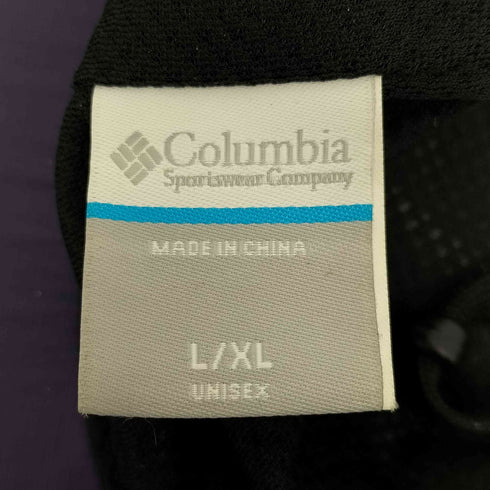 Columbia
Sportswear Company
MADE IN CHINA
L/XL
UNISEX